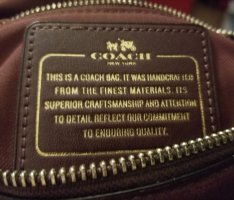 COACH
NEW YORK
THIS IS A COACH BAG. IT WAS HANDCRAFTED
FROM THE FINEST MATERIALS. ITS
SUPERIOR CRAFTSMANSHIP AND ATTENTION
TO DETAIL REFLECT OUR COMMITMENT
TO ENDURING QUALITY.